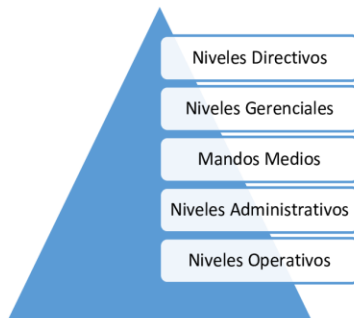 Niveles Directivos
Niveles Gerenciales
Mandos Medios
Niveles Administrativos
Niveles Operativos